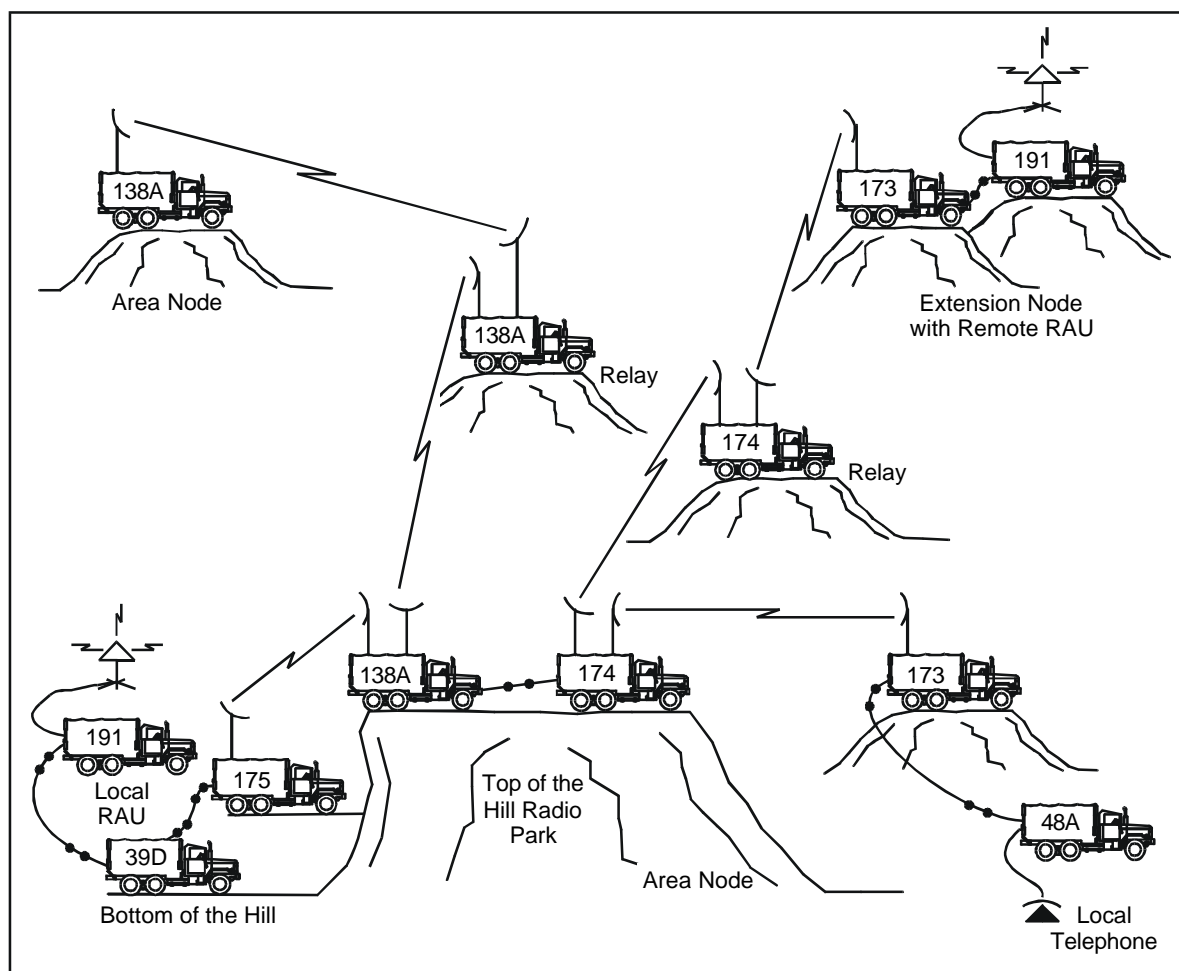 191
173
138A
Area Node
Extension Node
with Remote RAU
138A
Relay
174
Relay
138A
174
173
191
Local
RAU
175
Top of the
Hill Radio
Park
48A
39D
Area Node
Bottom of the Hill
Local
Telephone